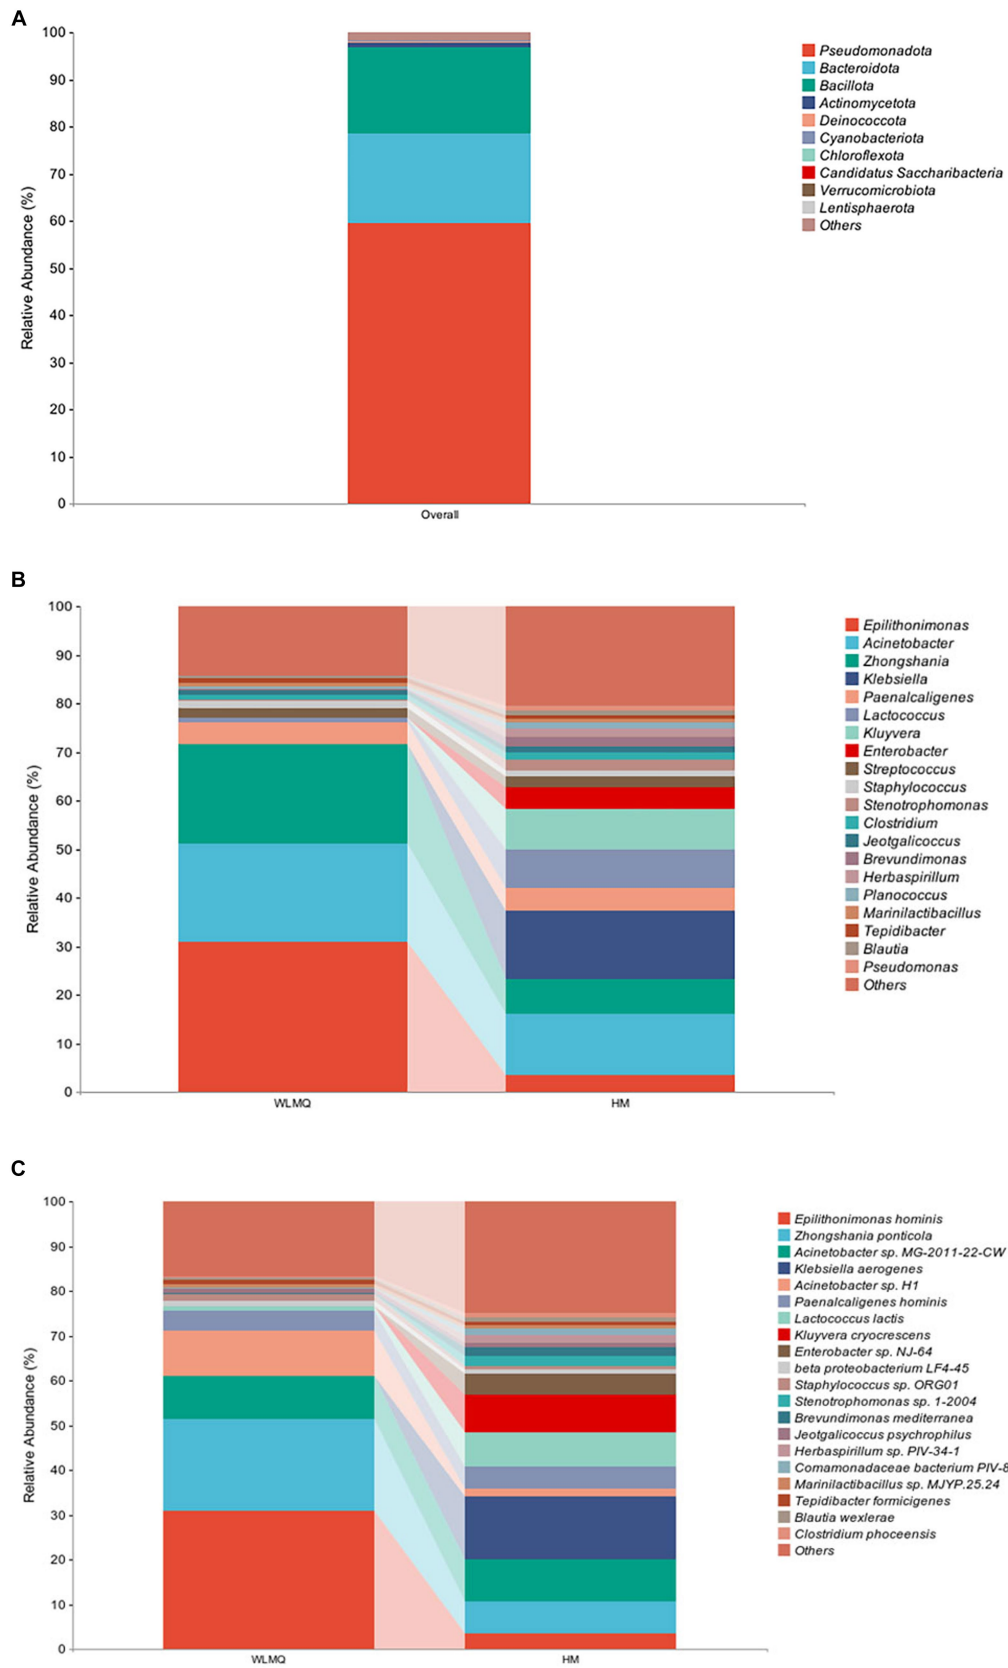 A
100
90
80
70
60
50
40
30
20
10
0
Relative Abundance (%)
Overall
Pseudomonadota
Bacteroidota
Bacillota
Actinomycetota
Deinococcota
Cyanobacteriota
Chloroflexota
Candidatus Saccharibacteria
Verrucomicrobiota
Lentisphaerota
Others
B
100
90
80
70
60
50
40
30
20
10
0
Relative Abundance (%)
WLMQ
HM
Epilithonimonas
Acinetobacter
Zhongshania
Klebsiella
Paenalcaligenes
Lactococcus
Kluyvera
Enterobacter
Streptococcus
Staphylococcus
Stenotrophomonas
Clostridium
Jeotgalicoccus
Brevundimonas
Herbaspirillum
Planococcus
Marinilactibacillus
Tepidibacter
Blautia
Pseudomonas
Others
C
100
90
80
70
60
50
40
30
20
10
0
Relative Abundance (%)
WLMQ
HM
Epilithonimonas hominis
Zhongshania ponticola
Acinetobacter sp. MG-2011-22-CW
Klebsiella aerogenes
Acinetobacter sp. H1
Paenalcaligenes hominis
Lactococcus lactis
Kluyvera cryocrescens
Enterobacter sp. NJ-64
beta proteobacterium LF4-45
Staphylococcus sp. ORG01
Stenotrophomonas sp. 1-2004
Brevundimonas mediterranea
Jeotgalicoccus psychrophilus
Herbaspirillum sp. PIV-34-1
Comamonadaceae bacterium PIV-8
Marinilactibacillus sp. MJYP.25.24
Tepidibacter formicigenes
Blautia wexlerae
Clostridium phoceensis
Others